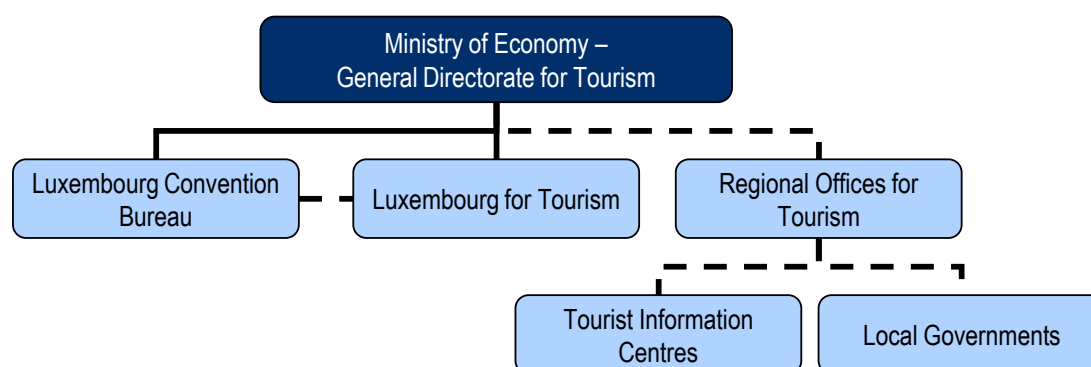 Ministry of Economy –
General Directorate for Tourism
Luxembourg Convention
Bureau
Luxembourg for Tourism
Regional Offices for
Tourism
Tourist Information
Centres
Local Governments